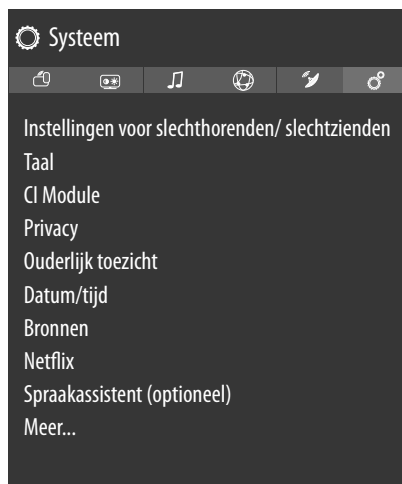 Systeem
Instellingen voor slechthorenden/ slechtzienden
Taal
CI Module
Privacy
Ouderlijk toezicht
Datum/tijd
Bronnen
Netflix
Spraakassistent (optioneel)
Meer...